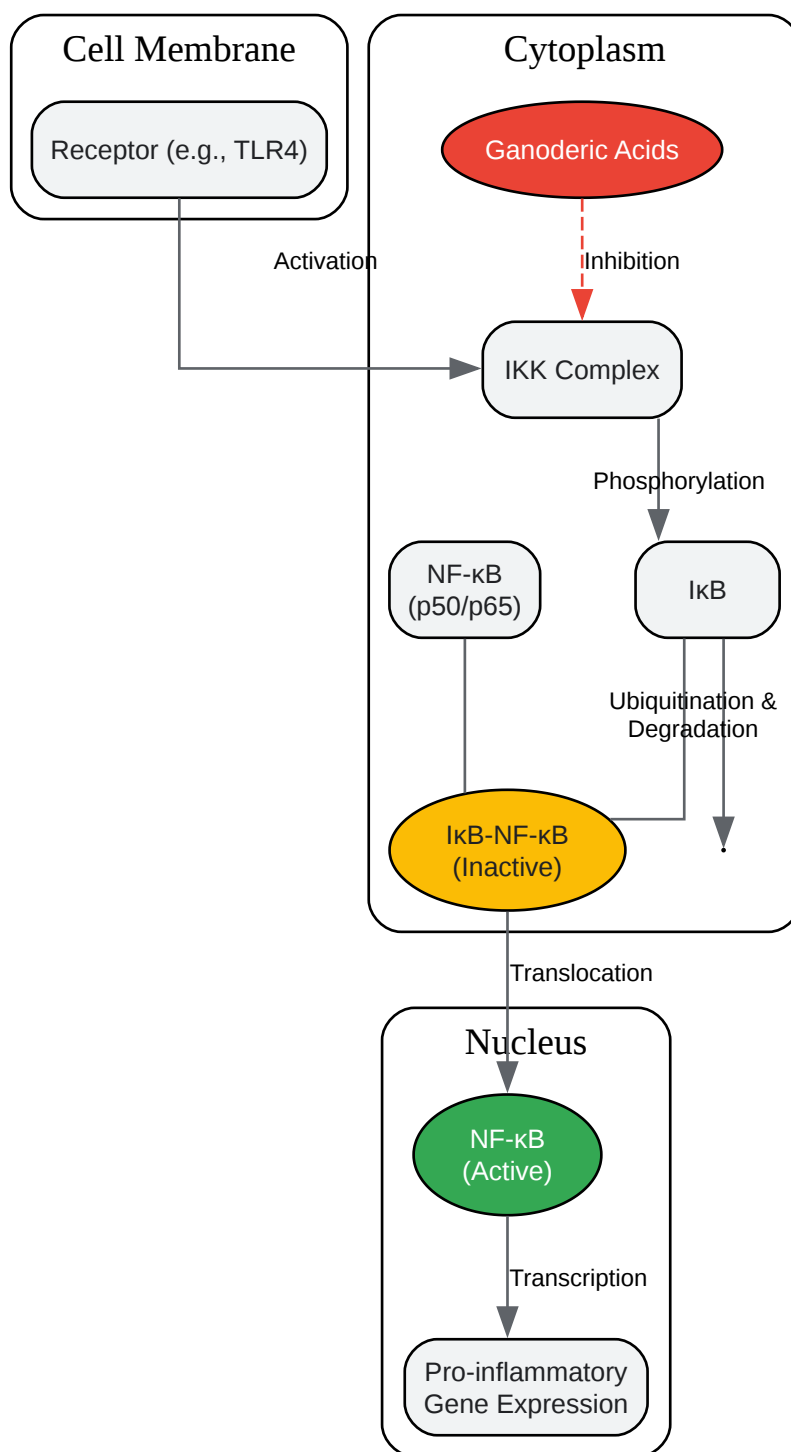 Cell Membrane
Receptor (e.g., TLR4)
Cytoplasm
Ganoderic Acids
Activation
Inhibition
IKK Complex
Phosphorylation
NF-κB
(p50/p65)
IκB
Ubiquitination &
Degradation
IκB-NF-κB
(Inactive)
Translocation
Nucleus
NF-κB
(Active)
Transcription
Pro-inflammatory
Gene Expression